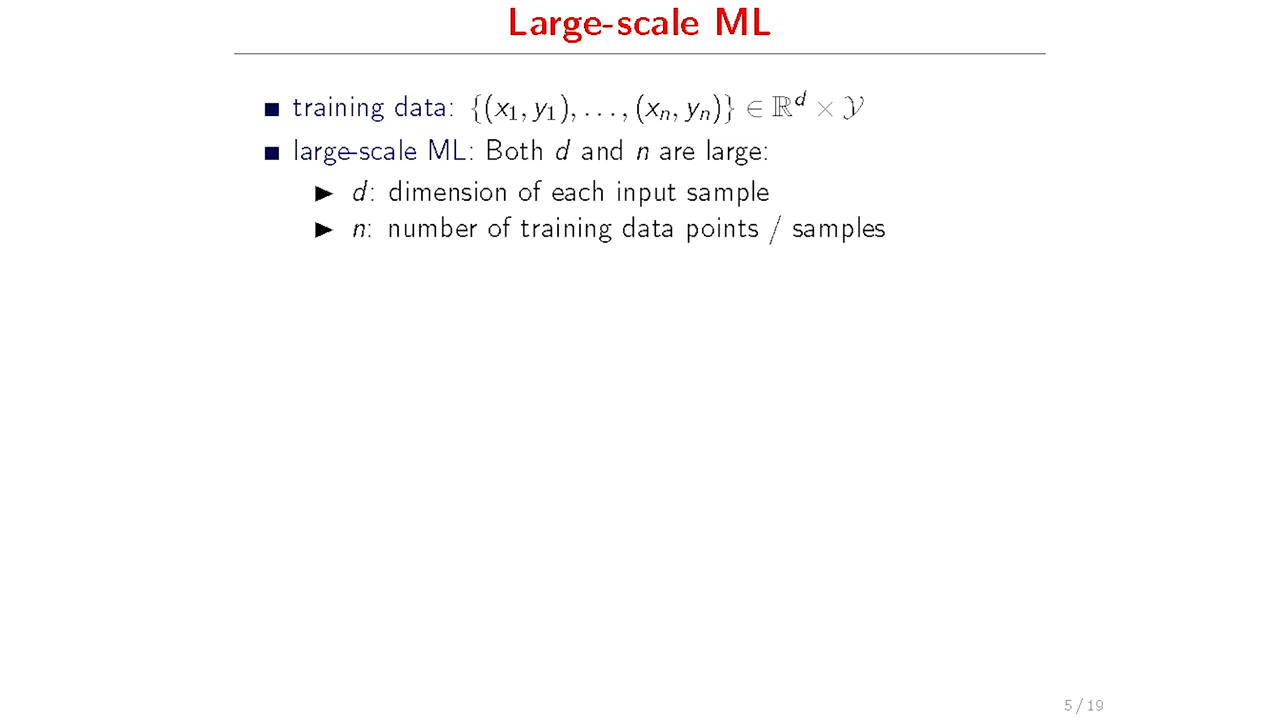 Large-scale ML
training data: {(x₁, y₁), . . . , (xₙ, yₙ)} ∈ ℝᵈ × 𝒴
large-scale ML: Both d and n are large:
d: dimension of each input sample
n: number of training data points / samples
5 / 19